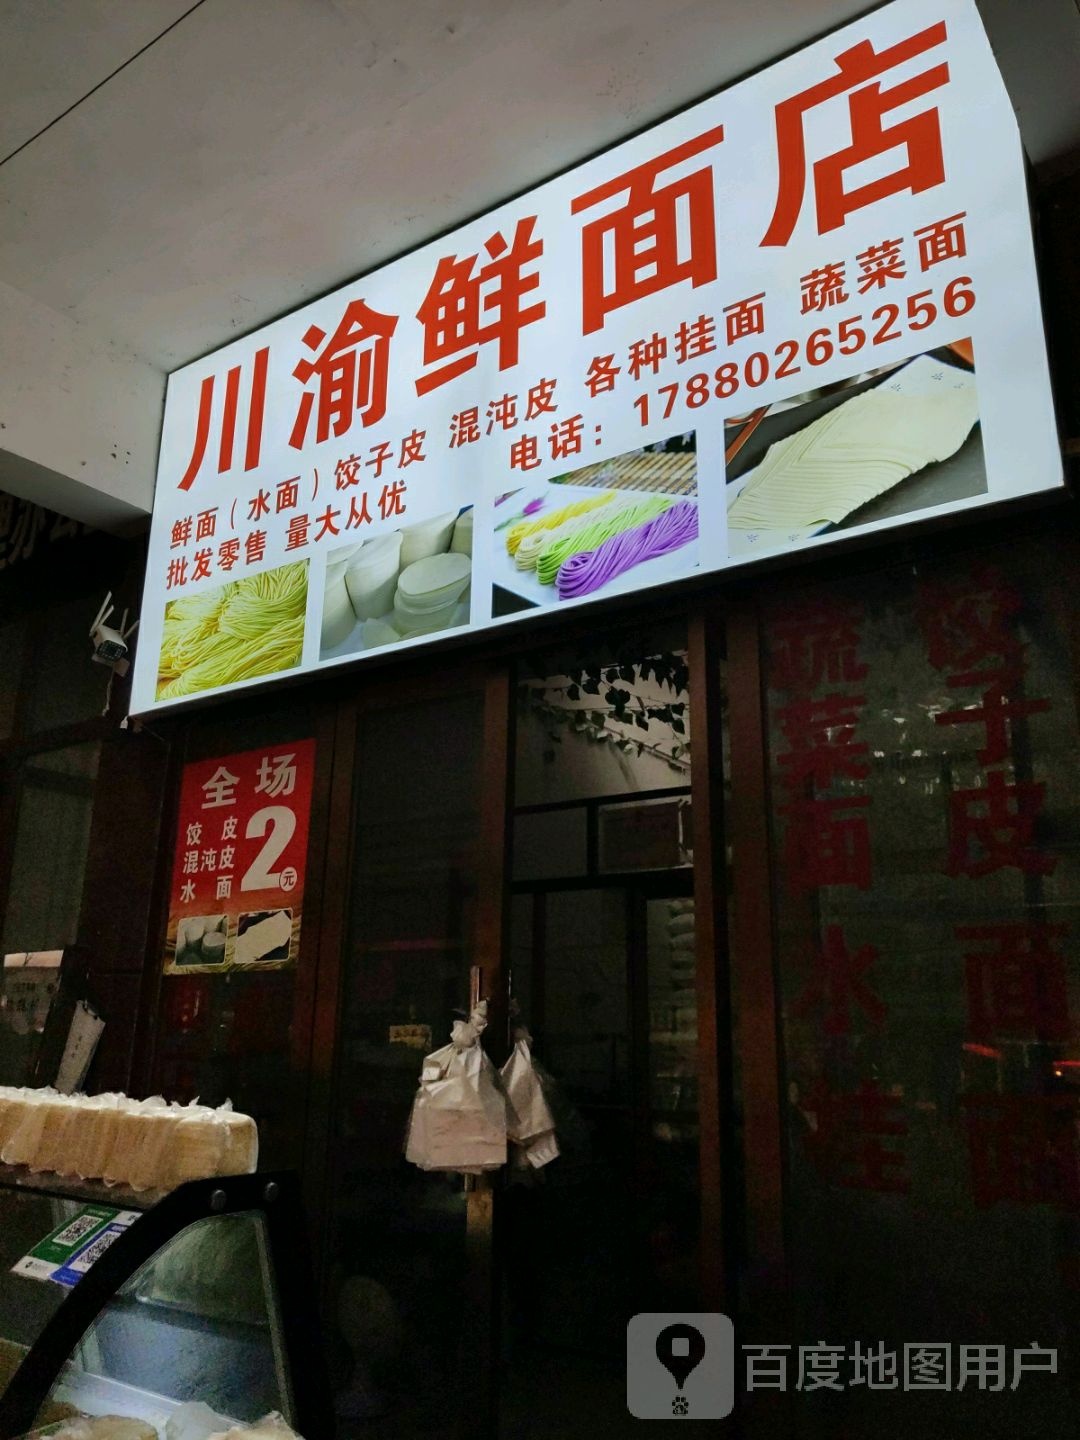 川渝鲜面店
鲜面（水面）饺子皮 混沌皮 各种挂面 蔬菜面
批发零售 量大从优 电话：17880265256
全场
饺皮
混沌皮
水面
2元
蔬菜面 水 挂
饺子皮 面 面
百度地图用户